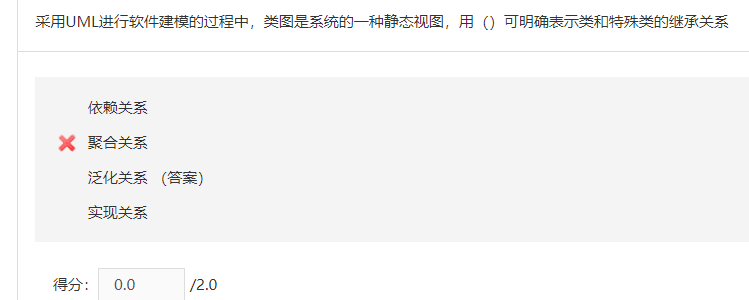 采用UML进行软件建模的过程中，类图是系统的一种静态视图，用（）可明确表示类和特殊类的继承关系
依赖关系
聚合关系
泛化关系 （答案）
实现关系
得分： 0.0 /2.0